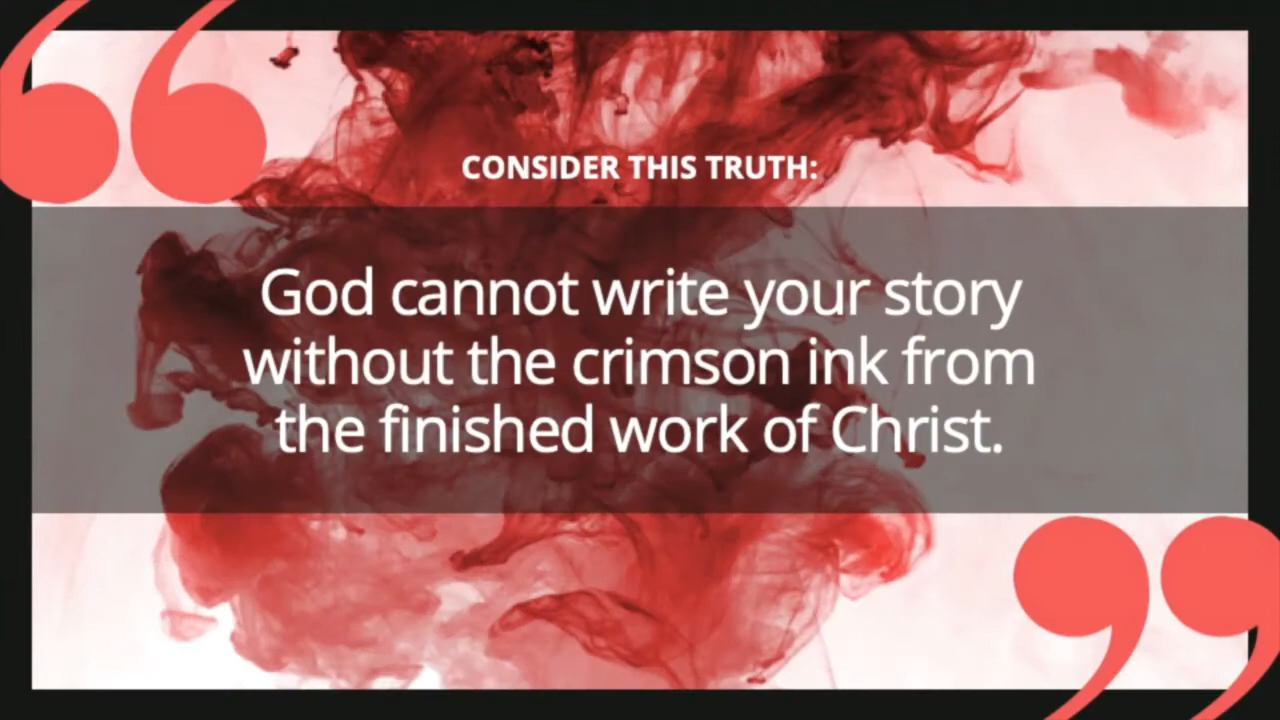 CONSIDER THIS TRUTH:
God cannot write your story
without the crimson ink from
the finished work of Christ.